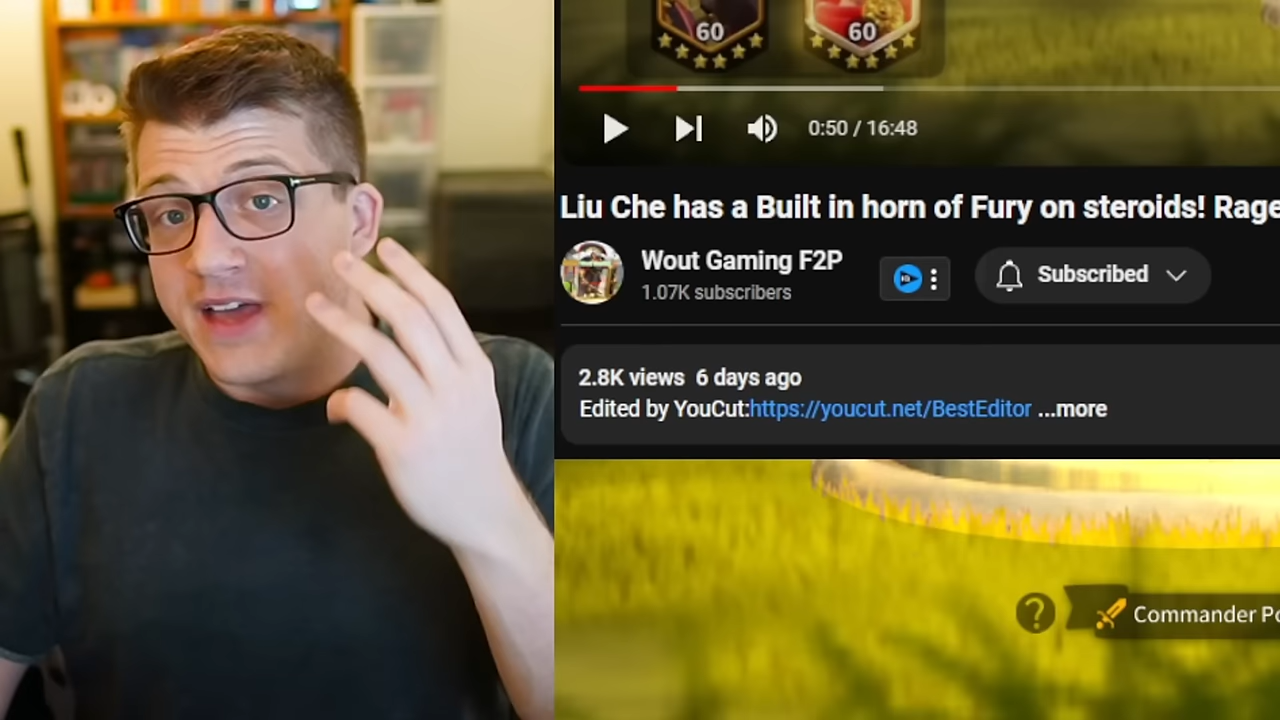 60
60
0:50 / 16:48
Liu Che has a Built in horn of Fury on steroids! Rage
Wout Gaming F2P
1.07K subscribers
Subscribed
2.8K views 6 days ago
Edited by YouCut:https://youcut.net/BestEditor ...more
?
Commander Po